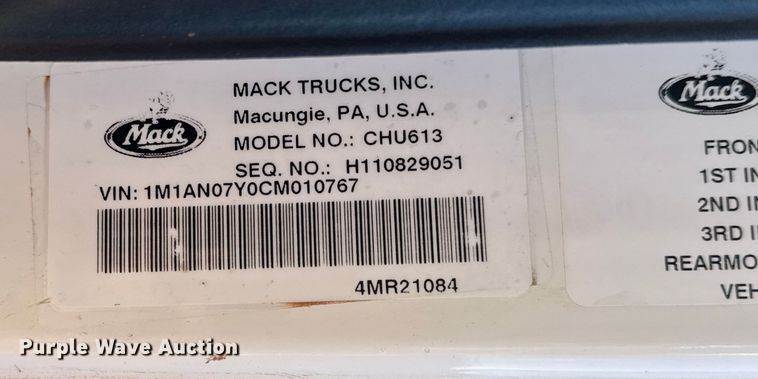 MACK TRUCKS, INC.
Macungie, PA, U.S.A.
Mack
MODEL NO.: CHU613
SEQ. NO.: H110829051
VIN: 1M1AN07Y0CM010767
4MR21084
Mack
FRON
1ST IN
2ND I
3RD I
REARMO
VEH
Purple Wave Auction